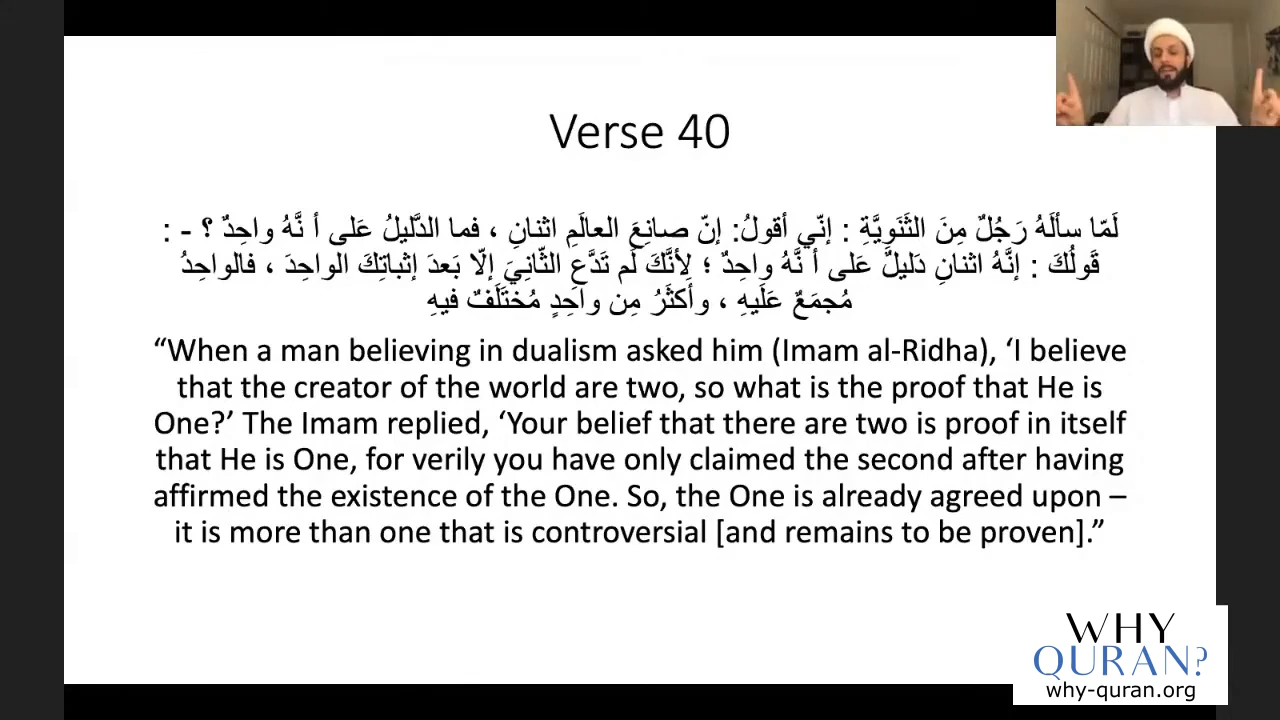 Verse 40
لَمّا سألَهُ رَجُلٌ مِنَ الثَنَوِيَّةِ : إنّي أقولُ: إنّ صانِعَ العالَمِ اثنانِ ، فما الدَّليلُ عَلى أ نَّهُ واحِدٌ ؟ - :
قَولُكَ : إنَّهُ اثنانِ دَليلٌ عَلى أ نَّهُ واحِدٌ ؛ لِأنَّكَ لَم تَدَّعِ الثّانِيَ إلّا بَعدَ إثباتِكَ الواحِدَ ، فالواحِدُ
مُجمَعٌ عَلَيهِ ، وأكثَرُ مِن واحِدٍ مُختَلَفٌ فيهِ
“When a man believing in dualism asked him (Imam al-Ridha), ‘I believe
that the creator of the world are two, so what is the proof that He is
One?’ The Imam replied, ‘Your belief that there are two is proof in itself
that He is One, for verily you have only claimed the second after having
affirmed the existence of the One. So, the One is already agreed upon –
it is more than one that is controversial [and remains to be proven].”
WHY
QURAN?
why-quran.org